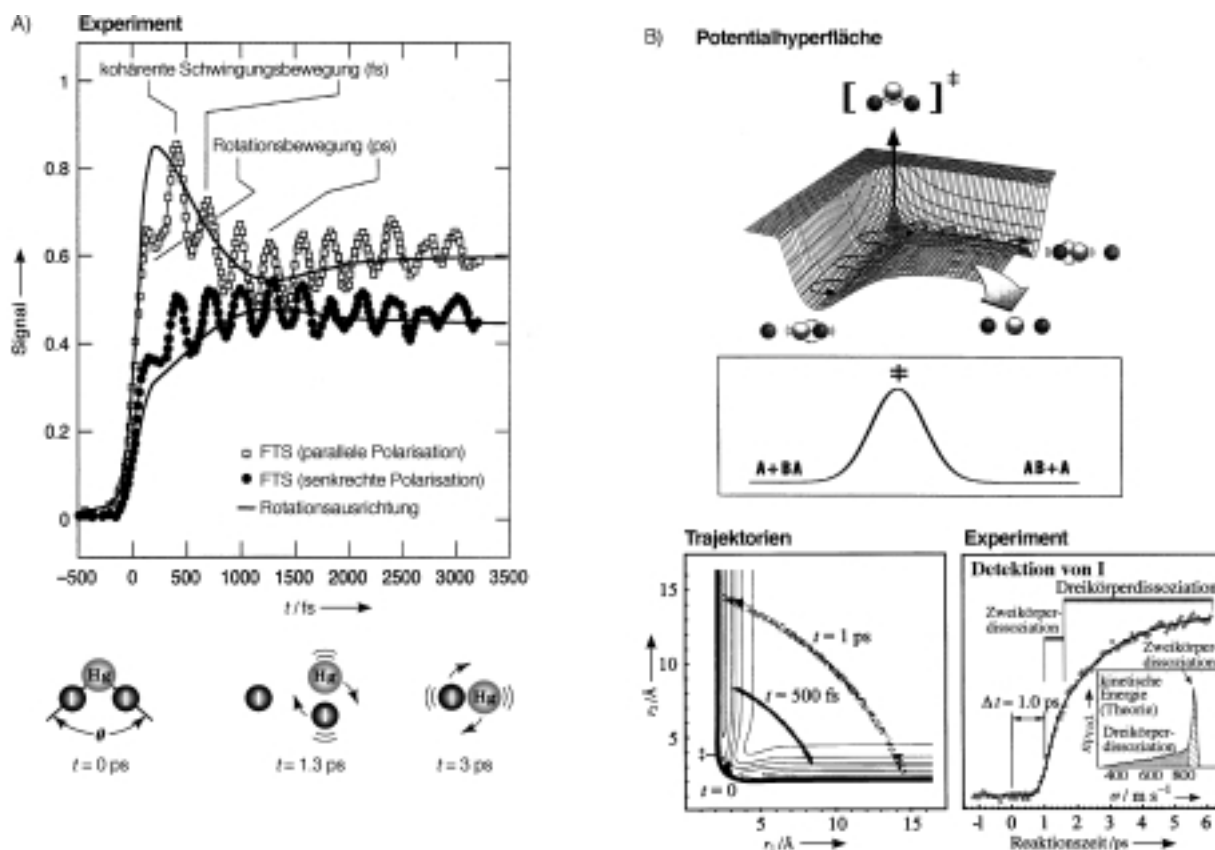 A)
Experiment
kohärente Schwingungsbewegung (fs)
Rotationsbewegung (ps)
1
0.8
0.6
0.4
0.2
0
Signal
FTS (parallele Polarisation)
FTS (senkrechte Polarisation)
Rotationsausrichtung
−500 0 500 1000 1500 2000 2500 3000 3500
t / fs
Hg
I I
t = 0 ps
Hg
I I
t = 1.3 ps
I Hg
t = 3 ps
B) Potentialhyperfläche
[ ]‡
‡
A + BA AB + A
Trajektorien
15
10
5
r₂/Å
t = 1 ps
t = 500 fs
‡
t = 0
5 10 15
r₁/Å
Experiment
Detektion von I
Dreikörperdissoziation
Zweikörper-
dissoziation
Zweikörper-
dissoziation
kinetische
Energie
(Theorie)
Δt = 1.0 ps
Dreikörper-
dissoziation
400 600 800
v / m s⁻¹
-1 0 1 2 3 4 5 6
Reaktionszeit / ps